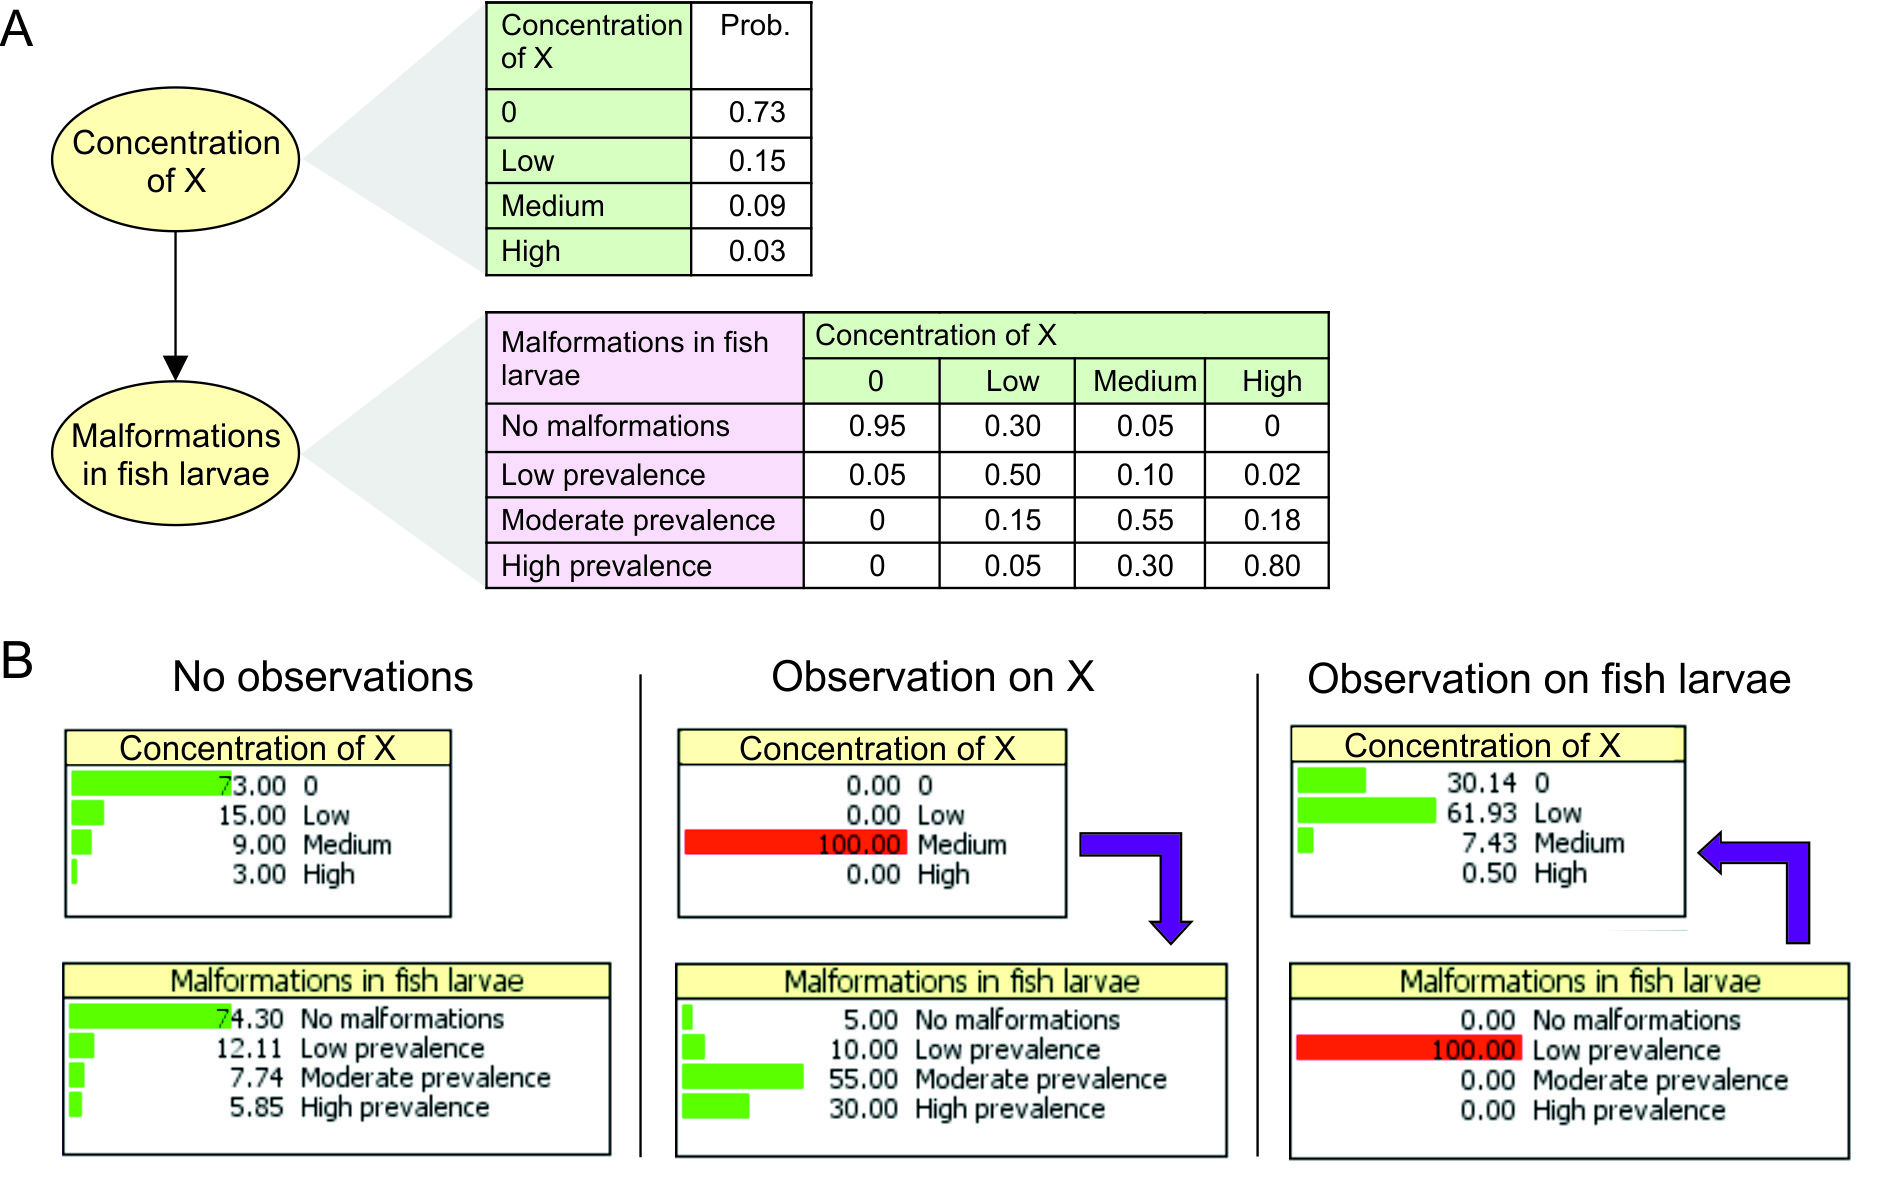 A
Concentration
of X
Concentration Prob.
of X
0 0.73
Low 0.15
Medium 0.09
High 0.03
Malformations
in fish larvae
Malformations in fish
larvae
Concentration of X
0 Low Medium High
No malformations 0.95 0.30 0.05 0
Low prevalence 0.05 0.50 0.10 0.02
Moderate prevalence 0 0.15 0.55 0.18
High prevalence 0 0.05 0.30 0.80
B
No observations
Concentration of X
73.00 0
15.00 Low
9.00 Medium
3.00 High
Malformations in fish larvae
74.30 No malformations
12.11 Low prevalence
7.74 Moderate prevalence
5.85 High prevalence
Observation on X
Concentration of X
0.00 0
0.00 Low
100.00 Medium
0.00 High
Malformations in fish larvae
5.00 No malformations
10.00 Low prevalence
55.00 Moderate prevalence
30.00 High prevalence
Observation on fish larvae
Concentration of X
30.14 0
61.93 Low
7.43 Medium
0.50 High
Malformations in fish larvae
0.00 No malformations
100.00 Low prevalence
0.00 Moderate prevalence
0.00 High prevalence